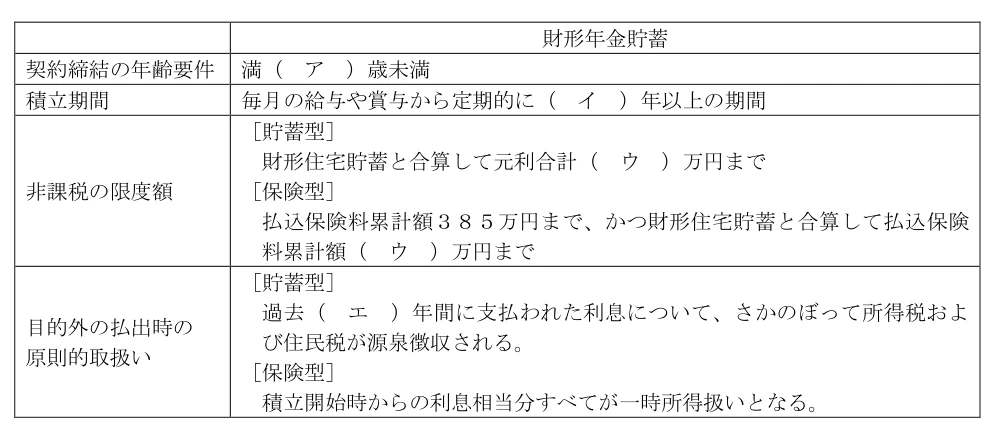 財形年金貯蓄
契約締結の年齢要件
満（　ア　）歳未満
積立期間
毎月の給与や賞与から定期的に（　イ　）年以上の期間
非課税の限度額
［貯蓄型］
財形住宅貯蓄と合算して元利合計（　ウ　）万円まで
［保険型］
払込保険料累計額３８５万円まで、かつ財形住宅貯蓄と合算して払込保険
料累計額（　ウ　）万円まで
目的外の払出時の
原則的取扱い
［貯蓄型］
過去（　エ　）年間に支払われた利息について、さかのぼって所得税およ
び住民税が源泉徴収される。
［保険型］
積立開始時からの利息相当分すべてが一時所得扱いとなる。